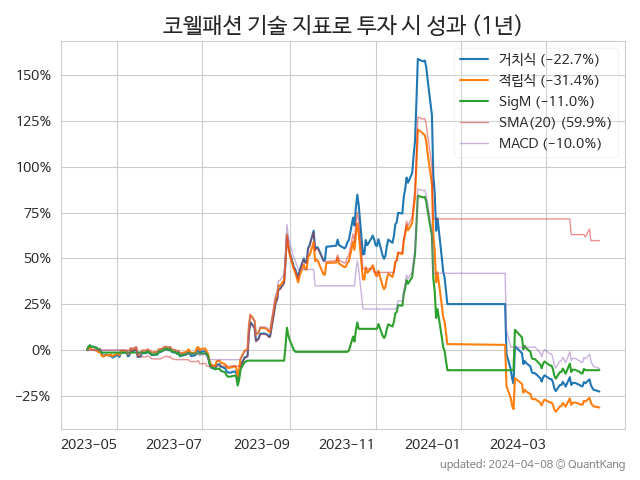 코웰패션 기술 지표로 투자 시 성과 (1년)
거치식 (−22.7%)
적립식 (−31.4%)
SigM (−11.0%)
SMA(20) (59.9%)
MACD (−10.0%)
150%
125%
100%
75%
50%
25%
0%
−25%
2023-05 2023-07 2023-09 2023-11 2024-01 2024-03
updated: 2024-04-08 © QuantKang